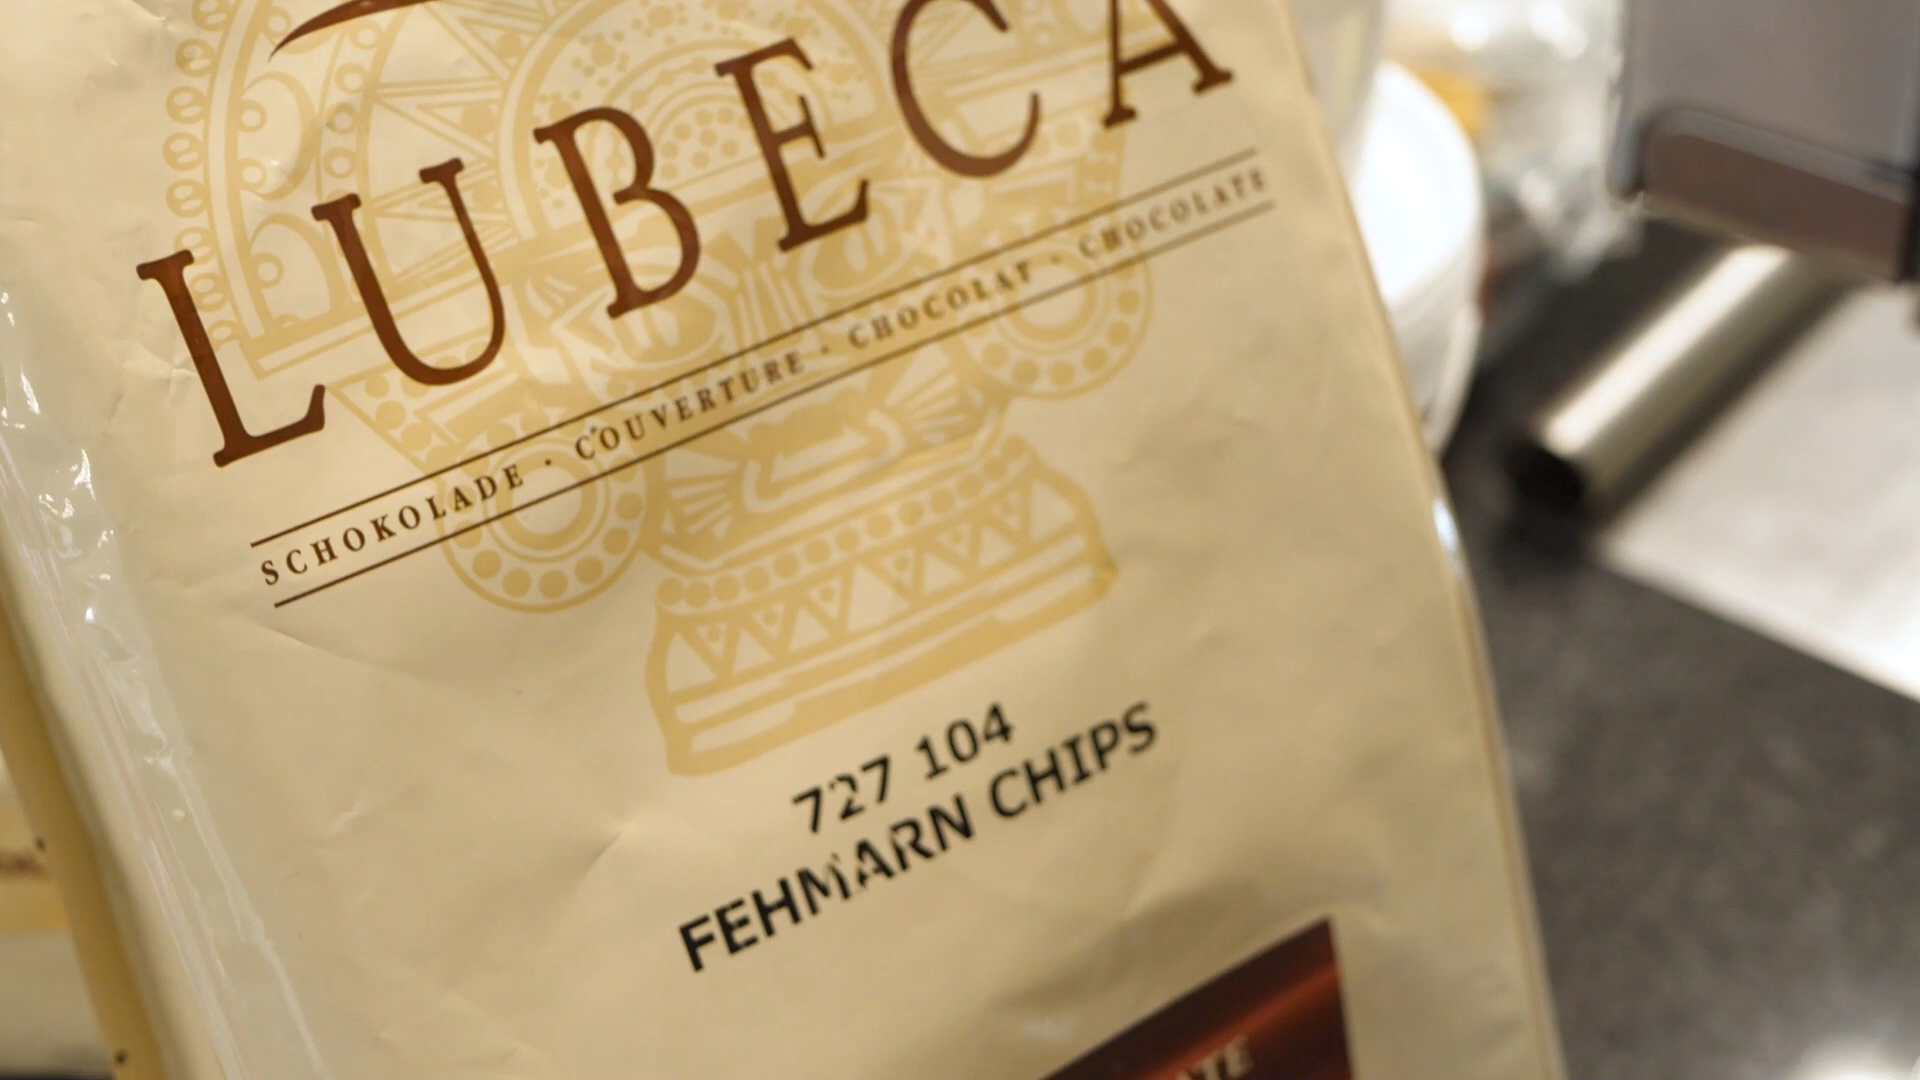 LUBECA
SCHOKOLADE · COUVERTURE · CHOCOLAT · CHOCOLATE
727 104
FEHMARN CHIPS